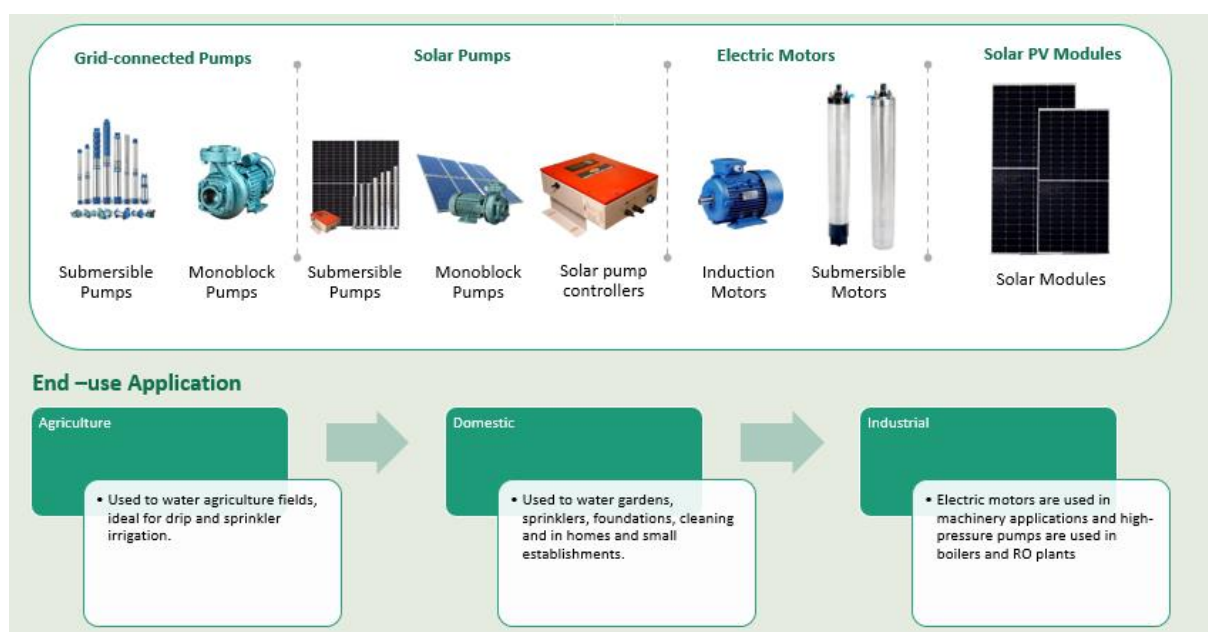 Grid-connected Pumps
Solar Pumps
Electric Motors
Solar PV Modules
Submersible
Pumps
Monoblock
Pumps
Submersible
Pumps
Monoblock
Pumps
Solar pump
controllers
Induction
Motors
Submersible
Motors
Solar Modules
End –use Application
Agriculture
• Used to water agriculture fields,
ideal for drip and sprinkler
irrigation.
Domestic
• Used to water gardens,
sprinklers, foundations, cleaning
and in homes and small
establishments.
Industrial
• Electric motors are used in
machinery applications and high-
pressure pumps are used in
boilers and RO plants